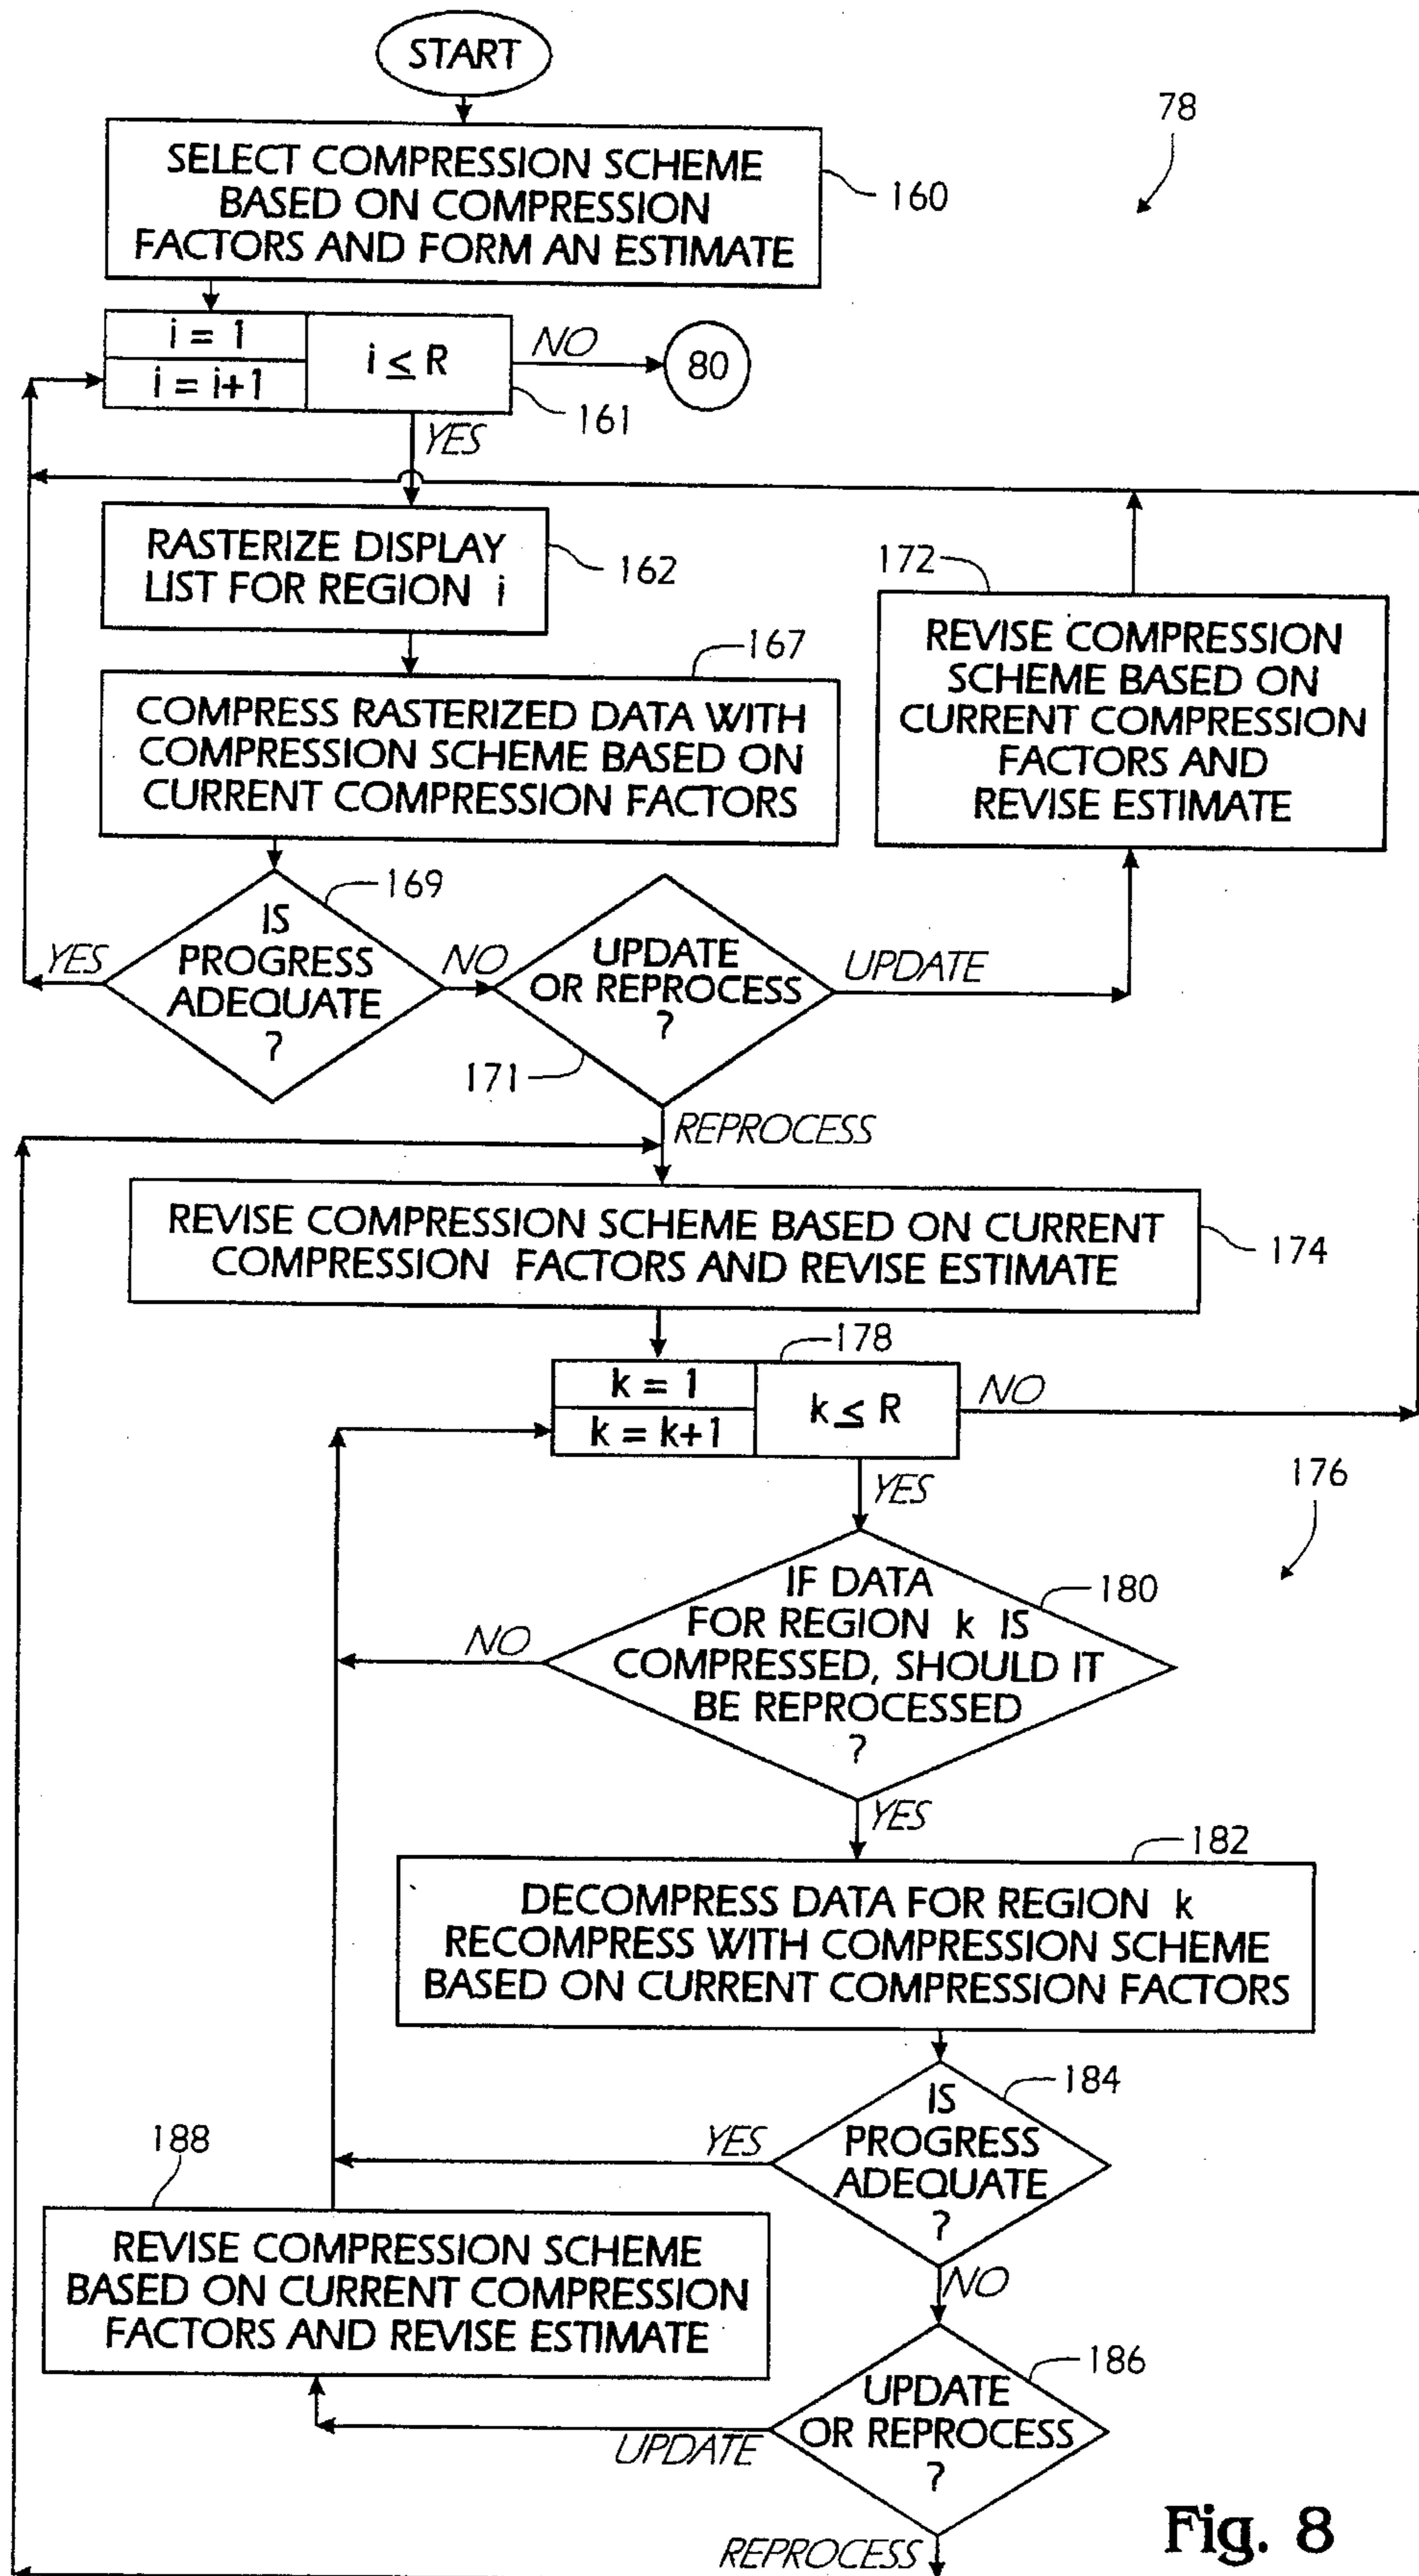 START
78
SELECT COMPRESSION SCHEME
BASED ON COMPRESSION
FACTORS AND FORM AN ESTIMATE
160
i = 1
i = i+1
i ≤ R
NO
80
161
YES
RASTERIZE DISPLAY
LIST FOR REGION i
162
172
REVISE COMPRESSION
SCHEME BASED ON
CURRENT COMPRESSION
FACTORS AND
REVISE ESTIMATE
167
COMPRESS RASTERIZED DATA WITH
COMPRESSION SCHEME BASED ON
CURRENT COMPRESSION FACTORS
169
IS
PROGRESS
ADEQUATE
?
YES
NO
UPDATE
OR REPROCESS
?
UPDATE
171
REPROCESS
REVISE COMPRESSION SCHEME BASED ON CURRENT
COMPRESSION FACTORS AND REVISE ESTIMATE
174
178
k = 1
k = k+1
k ≤ R
NO
YES
176
IF DATA
FOR REGION k IS
COMPRESSED, SHOULD IT
BE REPROCESSED
?
180
NO
YES
182
DECOMPRESS DATA FOR REGION k
RECOMPRESS WITH COMPRESSION SCHEME
BASED ON CURRENT COMPRESSION FACTORS
184
IS
PROGRESS
ADEQUATE
?
YES
NO
188
REVISE COMPRESSION SCHEME
BASED ON CURRENT COMPRESSION
FACTORS AND REVISE ESTIMATE
186
UPDATE
OR REPROCESS
?
UPDATE
REPROCESS
Fig. 8